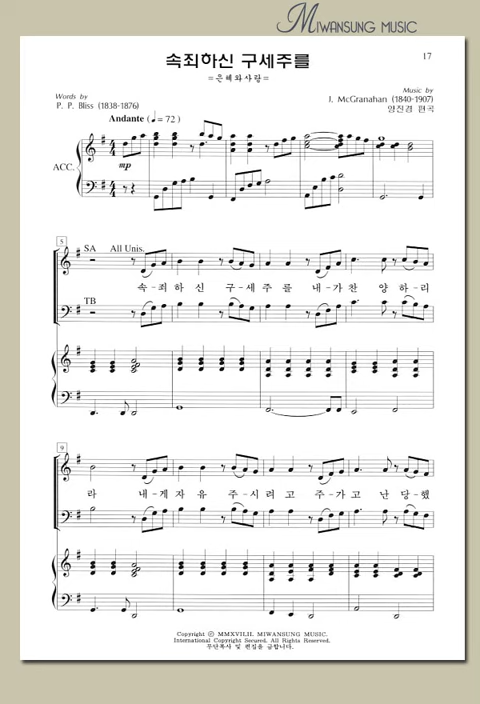 MIWANSUNG MUSIC
17
속죄하신 구세주를
=은혜와사랑=
Words by
P. P. Bliss (1838-1876)
Music by
J. McGranahan (1840-1907)
양진경 편곡
Andante (♩= 72 )
ACC.
mp
5
SA All Unis.
속-죄하 신 구-세주 를 내-가찬 양 하-리
TB
9
라 내-게자 유 주-시려 고 주-가고 난 당-했
Copyright ⓒ MMXVILII. MIWANSUNG MUSIC.
International Copyright Secured. All Rights Reserved.
무단복사 및 편집을 금합니다.